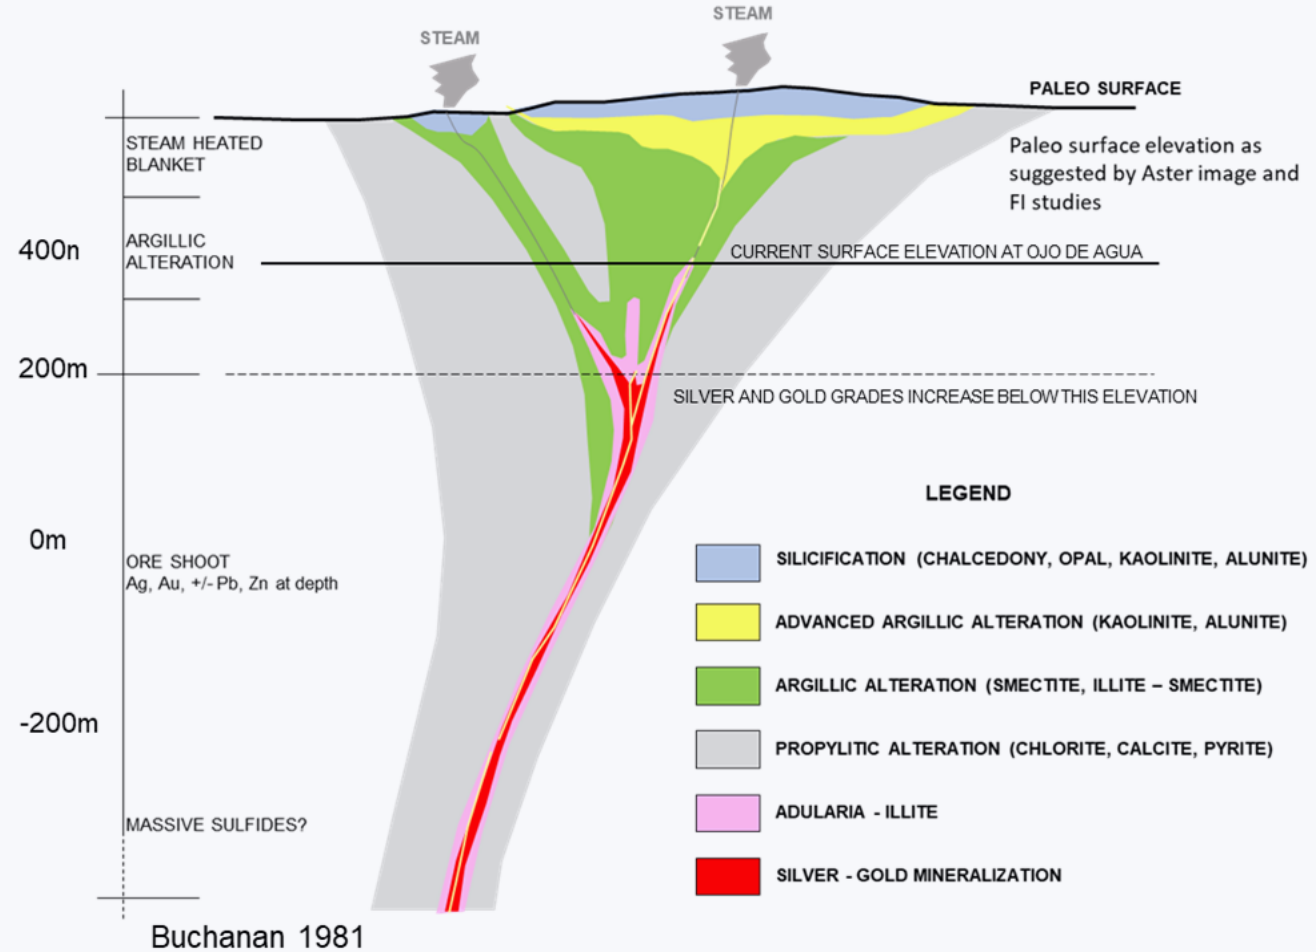 STEAM
STEAM
PALEO SURFACE
STEAM HEATED
BLANKET
Paleo surface elevation as
suggested by Aster image and
FI studies
ARGILLIC
ALTERATION
400n
CURRENT SURFACE ELEVATION AT OJO DE AGUA
200m
SILVER AND GOLD GRADES INCREASE BELOW THIS ELEVATION
LEGEND
0m
ORE SHOOT
Ag, Au, +/- Pb, Zn at depth
SILICIFICATION (CHALCEDONY, OPAL, KAOLINITE, ALUNITE)
ADVANCED ARGILLIC ALTERATION (KAOLINITE, ALUNITE)
ARGILLIC ALTERATION (SMECTITE, ILLITE – SMECTITE)
-200m
PROPYLITIC ALTERATION (CHLORITE, CALCITE, PYRITE)
ADULARIA - ILLITE
MASSIVE SULFIDES?
SILVER - GOLD MINERALIZATION
Buchanan 1981